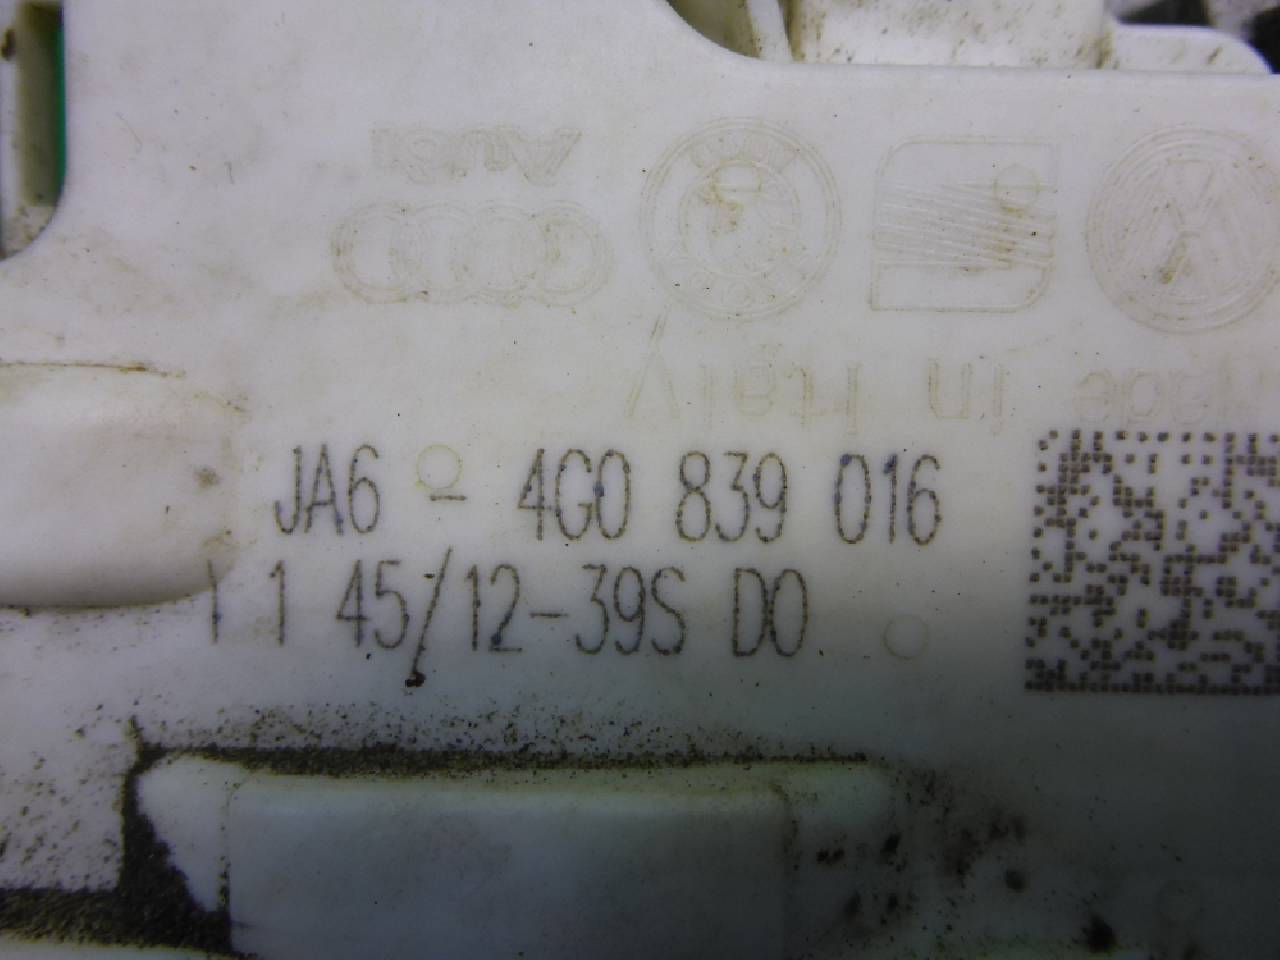 Audi
Made in Italy
JA6 - 4G0 839 016
1 1 45/12-39S D0